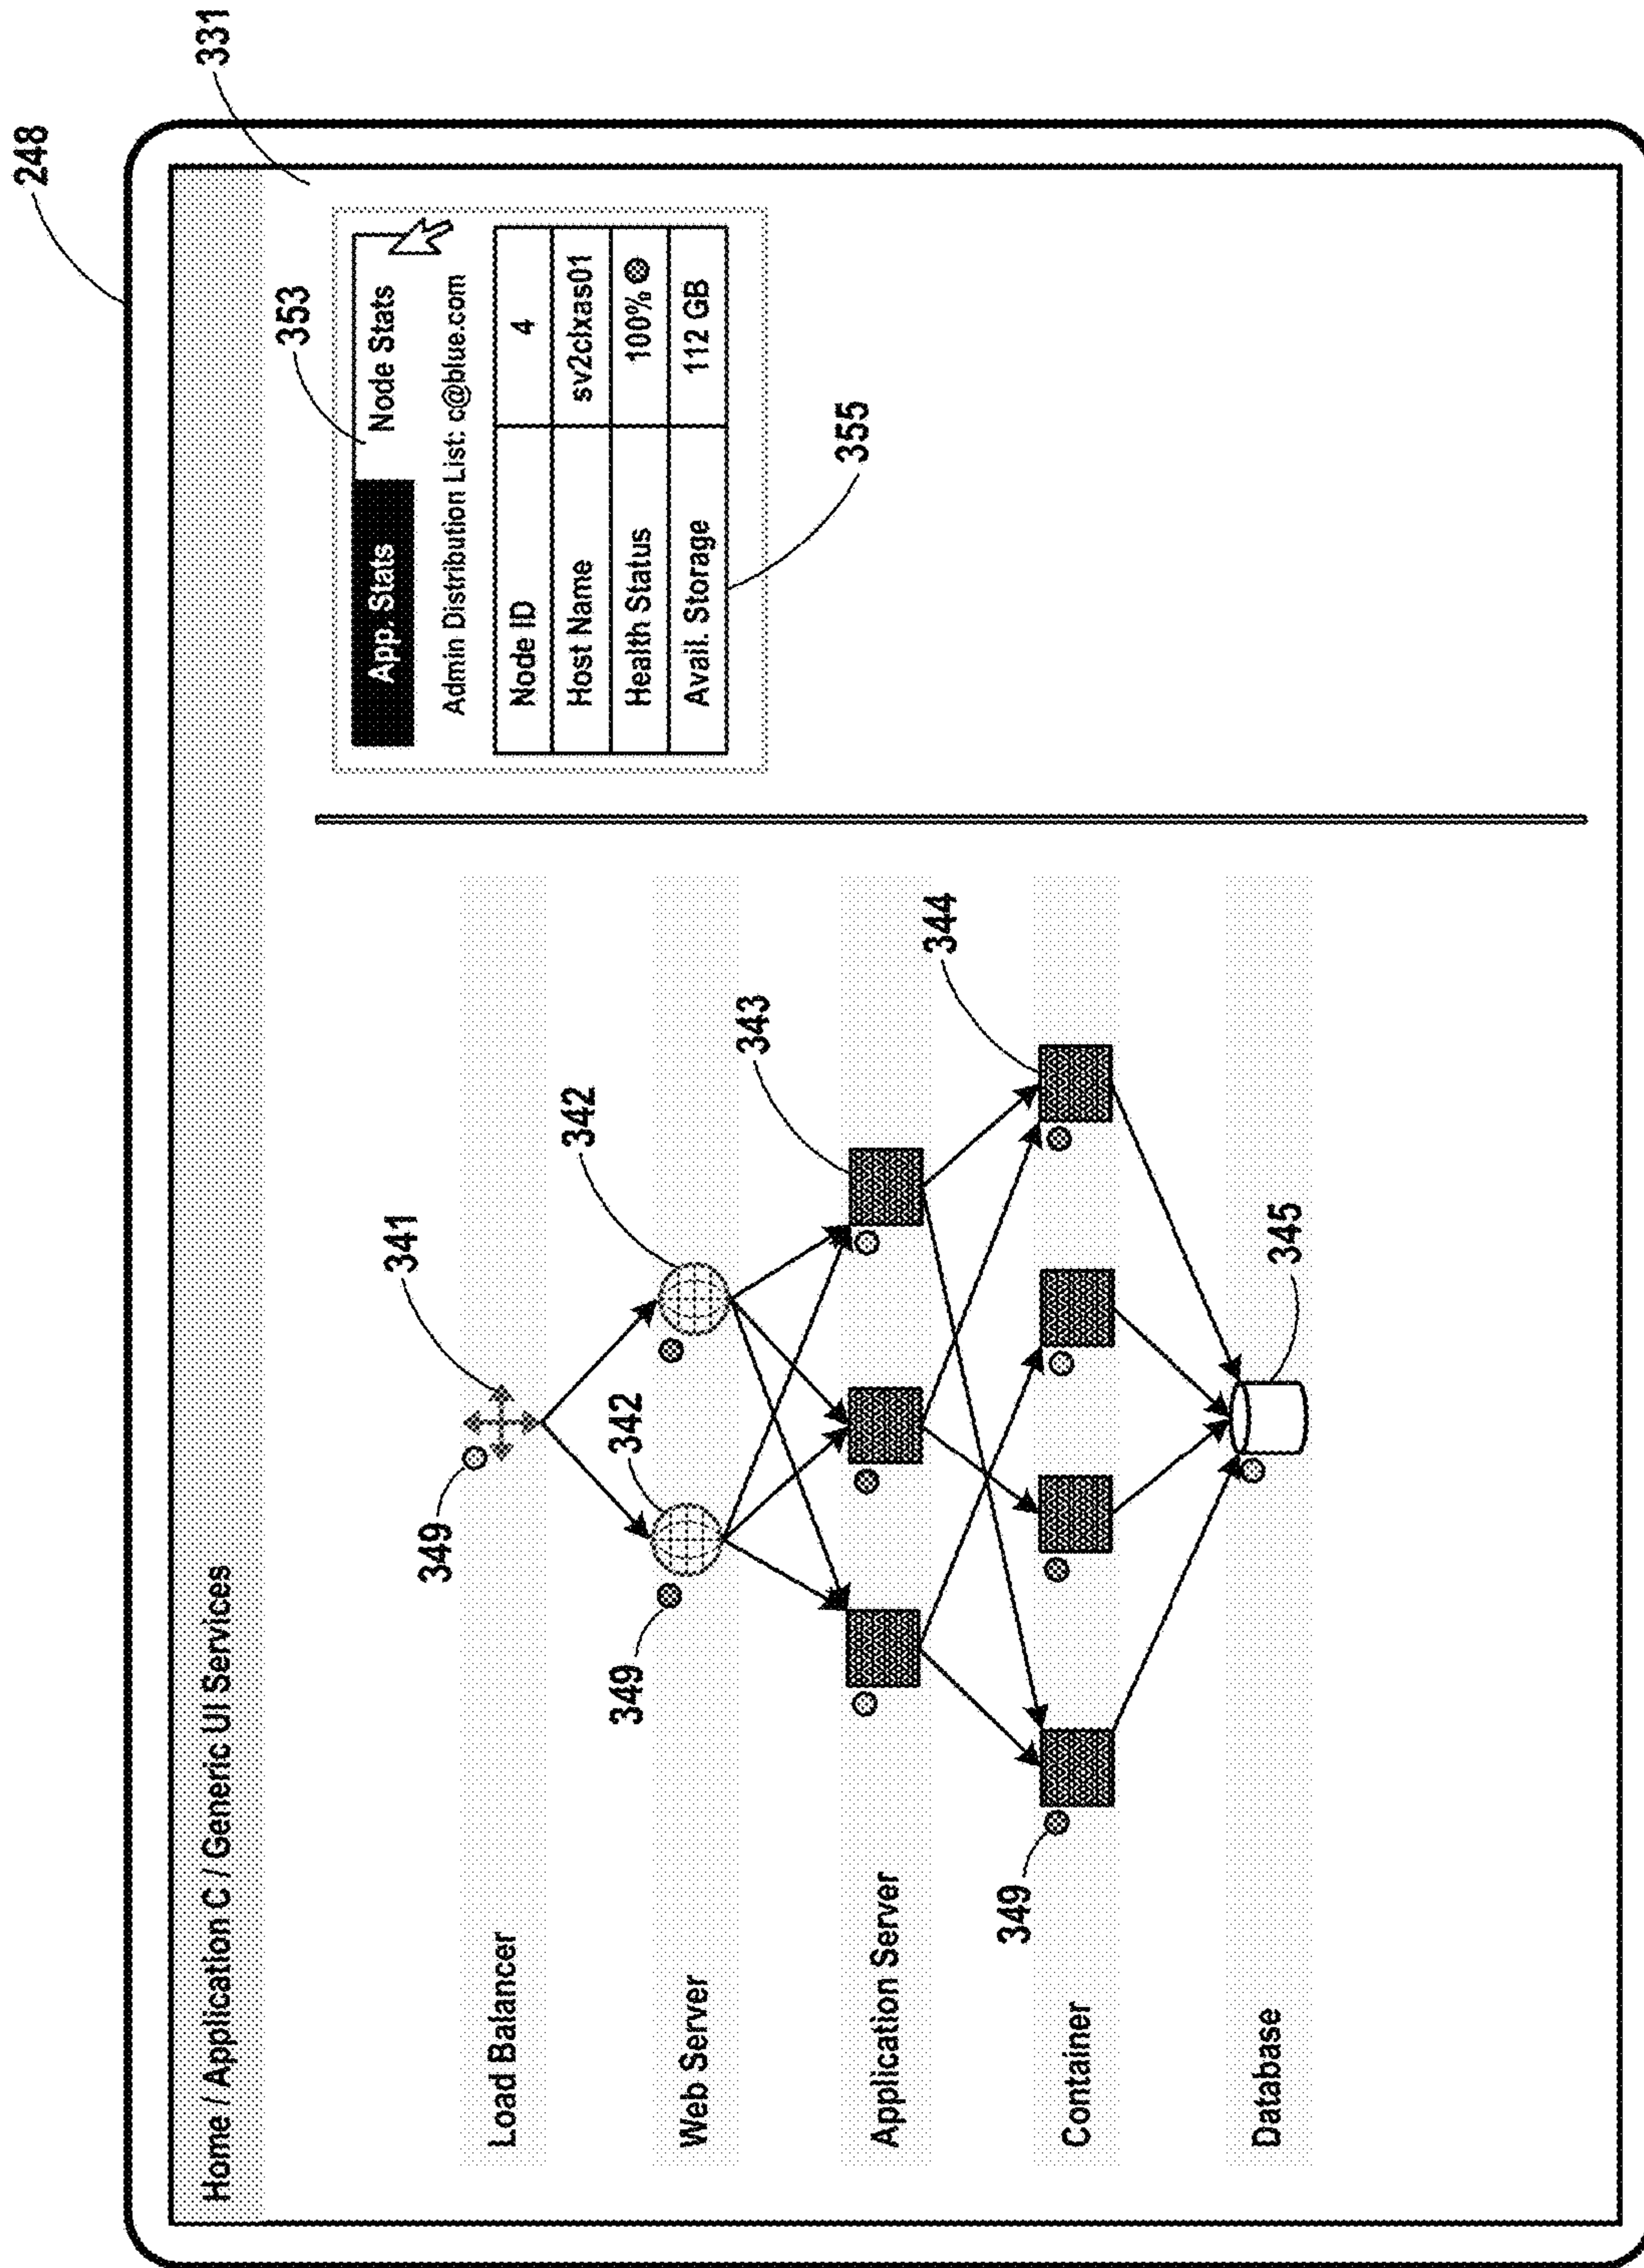 248
331
Home / Application C / Generic UI Services
353
App. Stats
Node Stats
Admin Distribution List: c@blue.com
Node ID 4
Host Name sv2clxas01
Health Status 100%
Avail. Storage 112 GB
355
349
341
Load Balancer
342
349
342
Web Server
343
Application Server
344
349
Container
345
Database